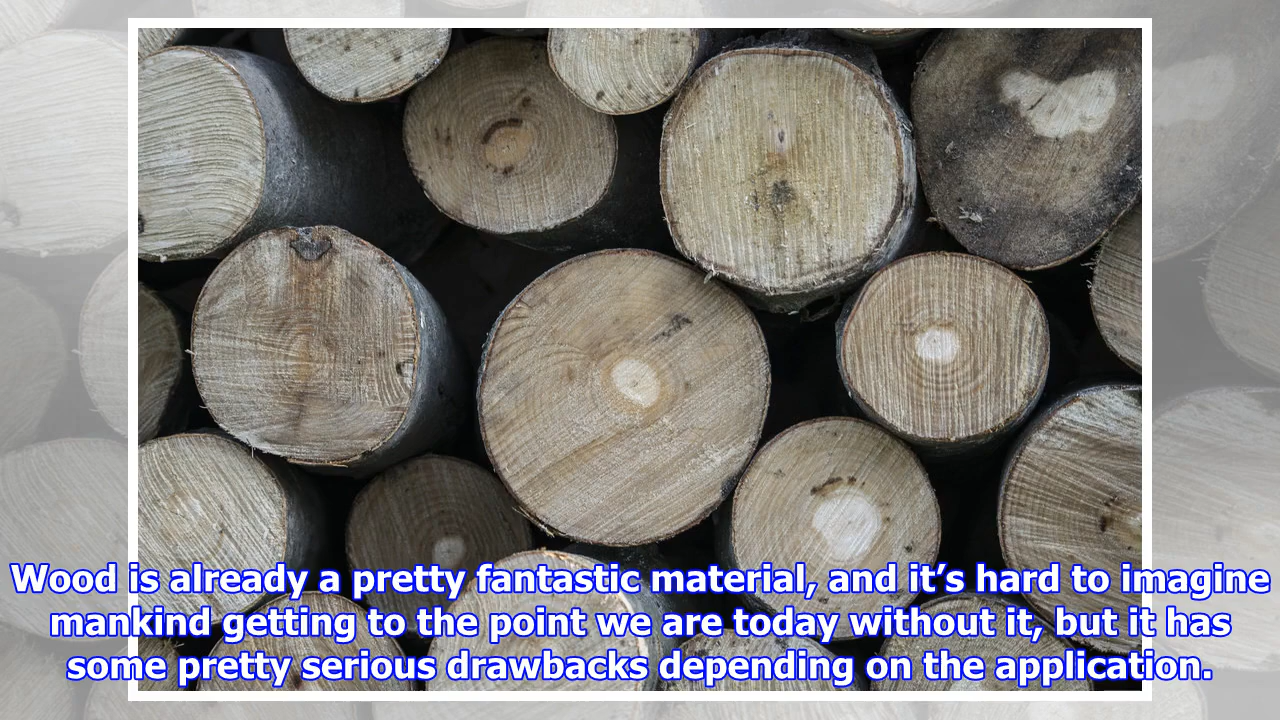 Wood is already a pretty fantastic material, and it’s hard to imagine
mankind getting to the point we are today without it, but it has
some pretty serious drawbacks depending on the application.